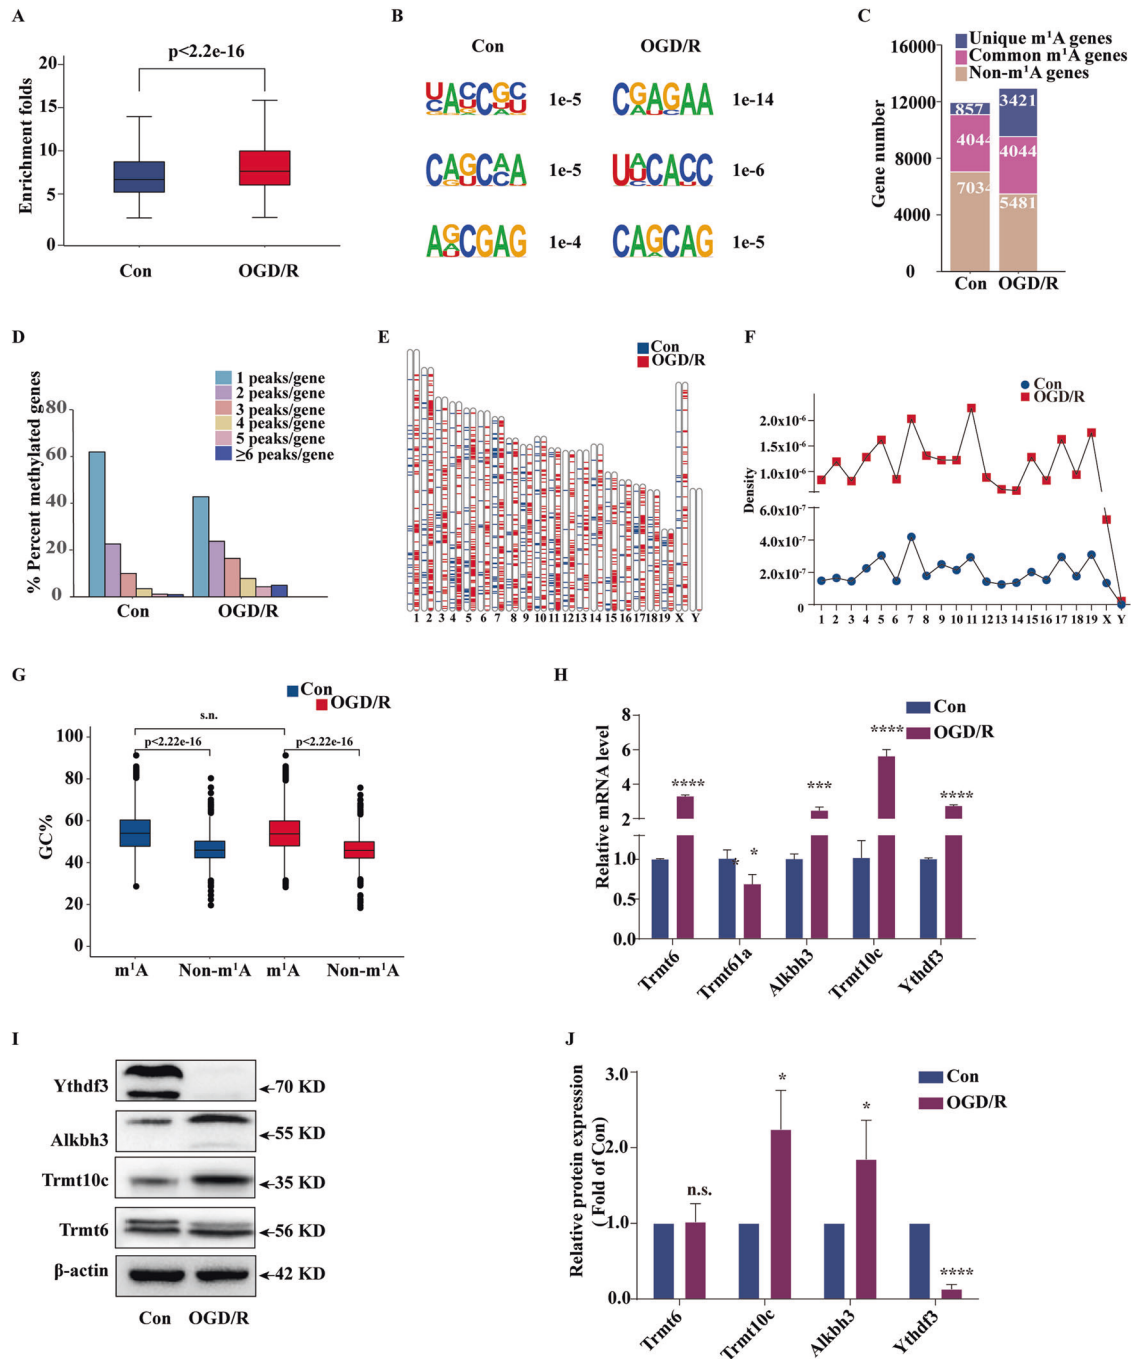 A
p<2.2e-16
Enrichment folds
20
15
10
5
0
Con
OGD/R
B
Con
OGD/R
UACCGC
1e-5
CGAGAA
1e-14
CAGCAA
1e-5
UACACC
1e-6
AGCGAG
1e-4
CAGCAG
1e-5
C
Unique m¹A genes
Common m¹A genes
Non-m¹A genes
Gene number
16000
12000
8000
4000
0
857
4044
7034
3421
4044
5481
Con
OGD/R
D
1 peaks/gene
2 peaks/gene
3 peaks/gene
4 peaks/gene
5 peaks/gene
≥6 peaks/gene
% Percent methylated genes
80
60
40
20
0
Con
OGD/R
E
Con
OGD/R
1 2 3 4 5 6 7 8 9 10 11 12 13 14 15 16 17 18 19 X Y
F
Con
OGD/R
Density
2.0x10⁻⁶
1.5x10⁻⁶
1.0x10⁻⁶
6.0x10⁻⁷
4.0x10⁻⁷
2.0x10⁻⁷
0
1 2 3 4 5 6 7 8 9 10 11 12 13 14 15 16 17 18 19 X Y
G
Con
OGD/R
s.n.
p<2.22e-16
p<2.22e-16
GC%
100
80
60
40
20
0
m¹A
Non-m¹A
m¹A
Non-m¹A
H
Con
OGD/R
Relative mRNA level
8
6
4
2
1.0
0.5
0.0
****
*
*
***
****
****
Trmt6
Trmt61a
Alkbh3
Trmt10c
Ythdf3
I
Ythdf3
70 KD
Alkbh3
55 KD
Trmt10c
35 KD
Trmt6
56 KD
β-actin
42 KD
Con
OGD/R
J
Con
OGD/R
Relative protein expression
( Fold of Con)
3.0
2.0
1.0
0.0
n.s.
*
*
****
Trmt6
Trmt10c
Alkbh3
Ythdf3